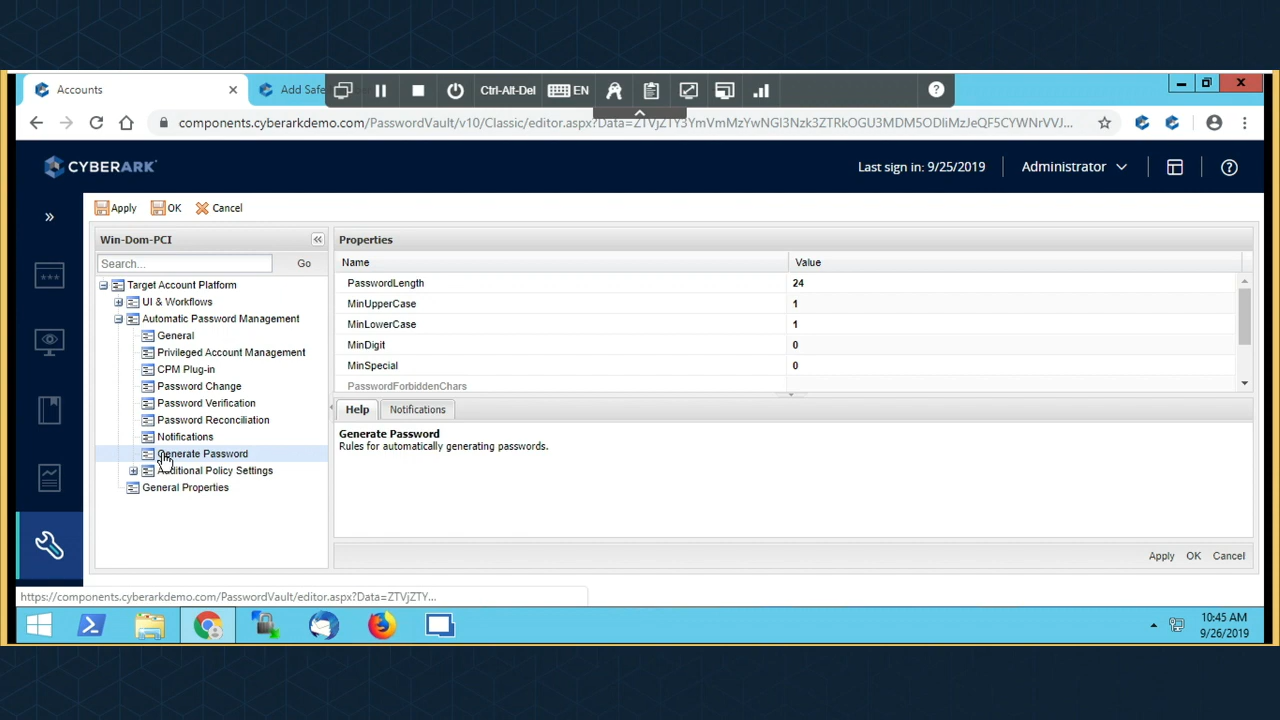 Accounts
Add Safe
Ctrl-Alt-Del
EN
components.cyberarkdemo.com/PasswordVault/v10/Classic/editor.aspx?Data=
CYBERARK
Last sign in: 9/25/2019
Administrator
Apply
OK
Cancel
Win-Dom-PCI
Search...
Go
Target Account Platform
UI & Workflows
Automatic Password Management
General
Privileged Account Management
CPM Plug-in
Password Change
Password Verification
Password Reconciliation
Notifications
Generate Password
Additional Policy Settings
General Properties
Properties
Name Value
PasswordLength 24
MinUpperCase 1
MinLowerCase 1
MinDigit 0
MinSpecial 0
PasswordForbiddenChars
Help
Notifications
Generate Password
Rules for automatically generating passwords.
Apply OK Cancel
https://components.cyberarkdemo.com/PasswordVault/editor.aspx?Data=ZTVjZTY...
10:45 AM
9/26/2019